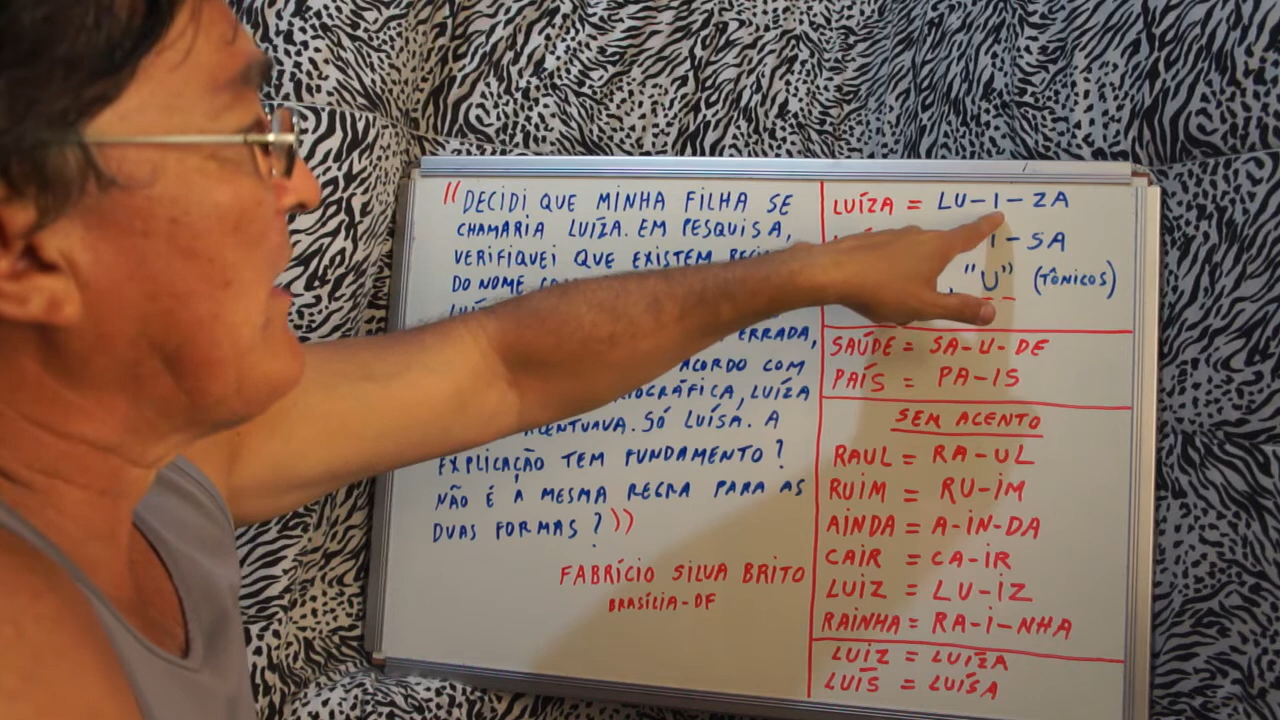 "DECIDI QUE MINHA FILHA SE
CHAMARIA LUÍZA. EM PESQUISA,
VERIFIQUEI QUE EXISTEM
DO NOME
ERRADA,
ACORDO COM
LUÍZA
ACENTUAVA. SÓ LUÍSA. A
EXPLICAÇÃO TEM FUNDAMENTO?
NÃO É A MESMA REGRA PARA AS
DUAS FORMAS?"
FABRÍCIO SILVA BRITO
BRASÍLIA-DF
LUÍZA = LU-I-ZA
I-SA
"U" (TÔNICOS)
SAÚDE = SA-U-DE
PAÍS = PA-IS
SEM ACENTO
RAUL = RA-UL
RUIM = RU-IM
AINDA = A-IN-DA
CAIR = CA-IR
LUIZ = LU-IZ
RAINHA = RA-I-NHA
LUIZ = LUÍZA
LUÍS = LUÍSA